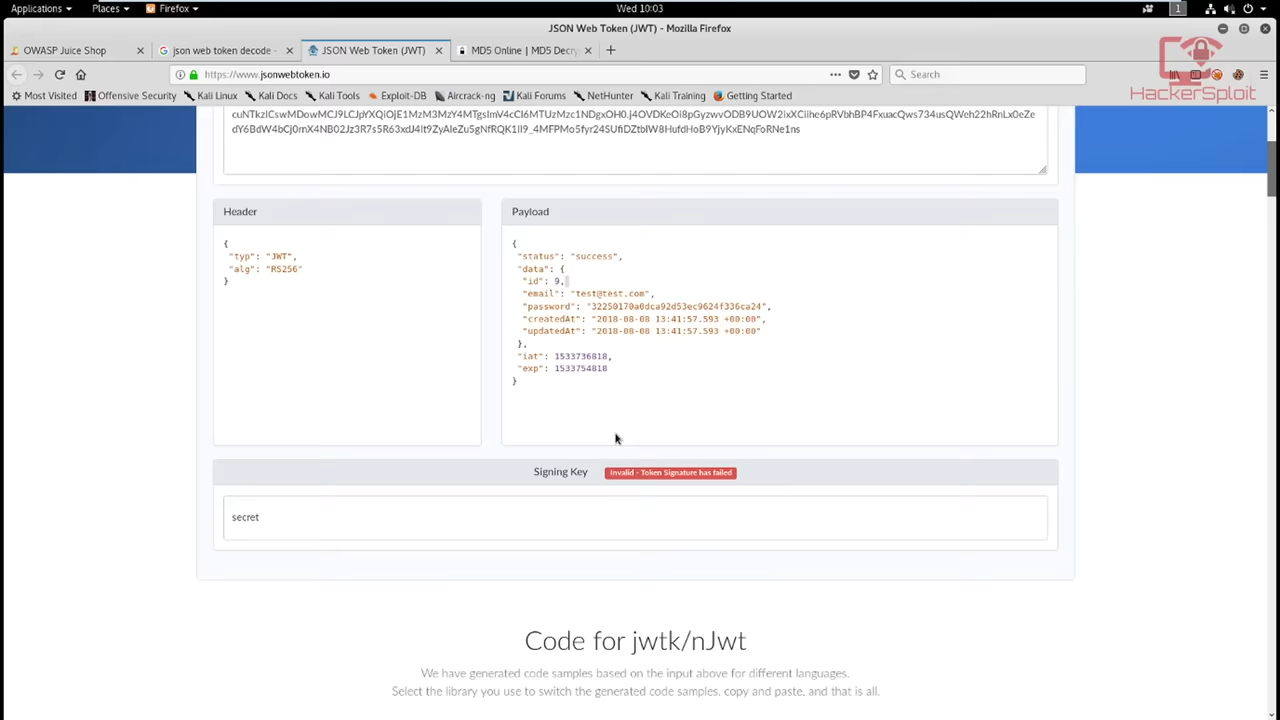 Applications Places Firefox Wed 10:03 1
JSON Web Token (JWT) - Mozilla Firefox
OWASP Juice Shop json web token decode - JSON Web Token (JWT) MD5 Online | MD5 Decry
https://www.jsonwebtoken.io Search
Most Visited Offensive Security Kali Linux Kali Docs Kali Tools Exploit-DB Aircrack-ng Kali Forums NetHunter Kali Training Getting Started
HackerSploit
Header
{
"typ": "JWT",
"alg": "RS256"
}
Payload
{
"status": "success",
"data": {
"id": 9,
"email": "test@test.com",
"password": "32250170a0dca92d53ec9624f336ca24",
"createdAt": "2018-08-08 13:41:57.593 +00:00",
"updatedAt": "2018-08-08 13:41:57.593 +00:00"
},
"iat": 1533736818,
"exp": 1533754818
}
Signing Key Invalid - Token Signature has failed
secret
Code for jwtk/nJwt
We have generated code samples based on the input above for different languages.
Select the library you use to switch the generated code samples, copy and paste, and that is all.